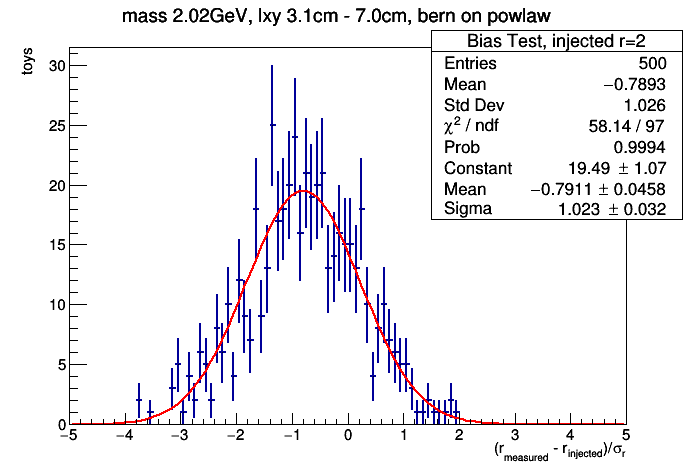 mass 2.02GeV, lxy 3.1cm - 7.0cm, bern on powlaw
Bias Test, injected r=2
Entries 500
Mean −0.7893
Std Dev 1.026
χ² / ndf 58.14 / 97
Prob 0.9994
Constant 19.49 ± 1.07
Mean −0.7911 ± 0.0458
Sigma 1.023 ± 0.032
toys
30
25
20
15
10
5
0
−5 −4 −3 −2 −1 0 1 2 3 4 5
(r_measured - r_injected)/σ_r